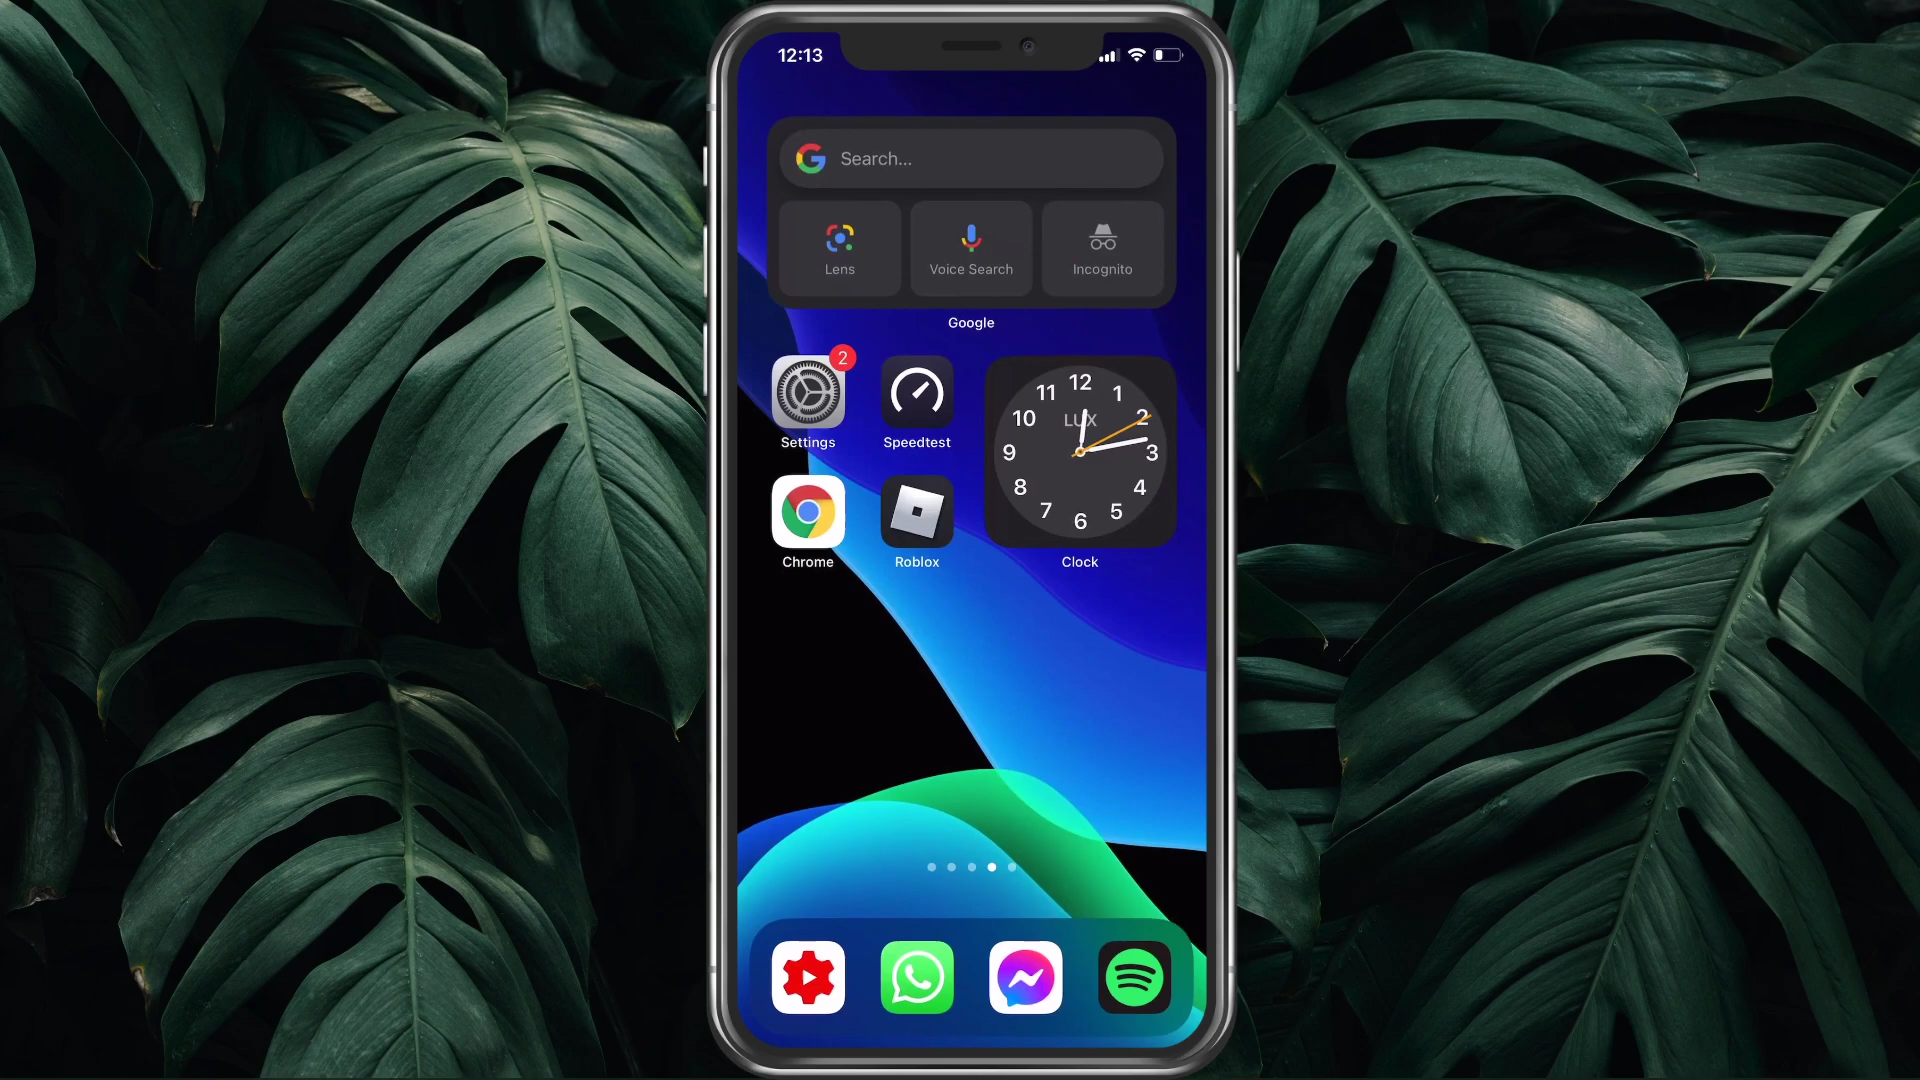 12:13
Search...
Lens
Voice Search
Incognito
Google
2
Settings
Speedtest
Chrome
Roblox
12
11
1
10
LUX
2
9
3
8
4
7
5
6
Clock